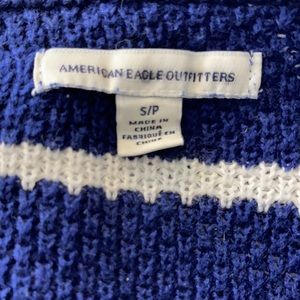 AMERICAN EAGLE OUTFITTERS
S/P
MADE IN
CHINA
FABRIQUÉ EN
CHINE